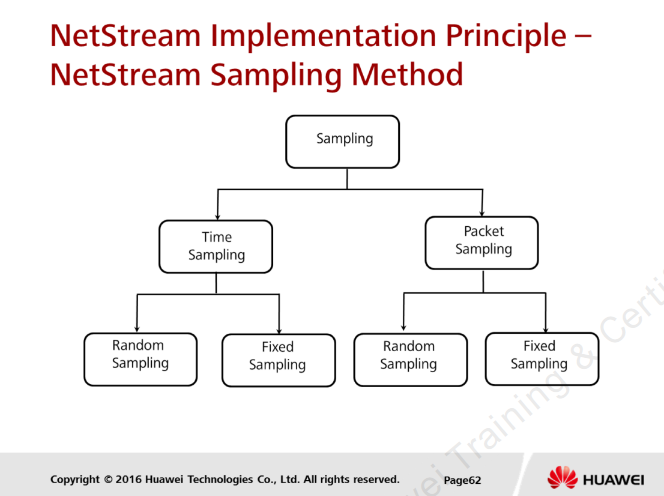 NetStream Implementation Principle –
NetStream Sampling Method
Sampling
Time
Sampling
Packet
Sampling
Random
Sampling
Fixed
Sampling
Random
Sampling
Fixed
Sampling
Training &
Copyright © 2016 Huawei Technologies Co., Ltd. All rights reserved.
Page62
HUAWEI